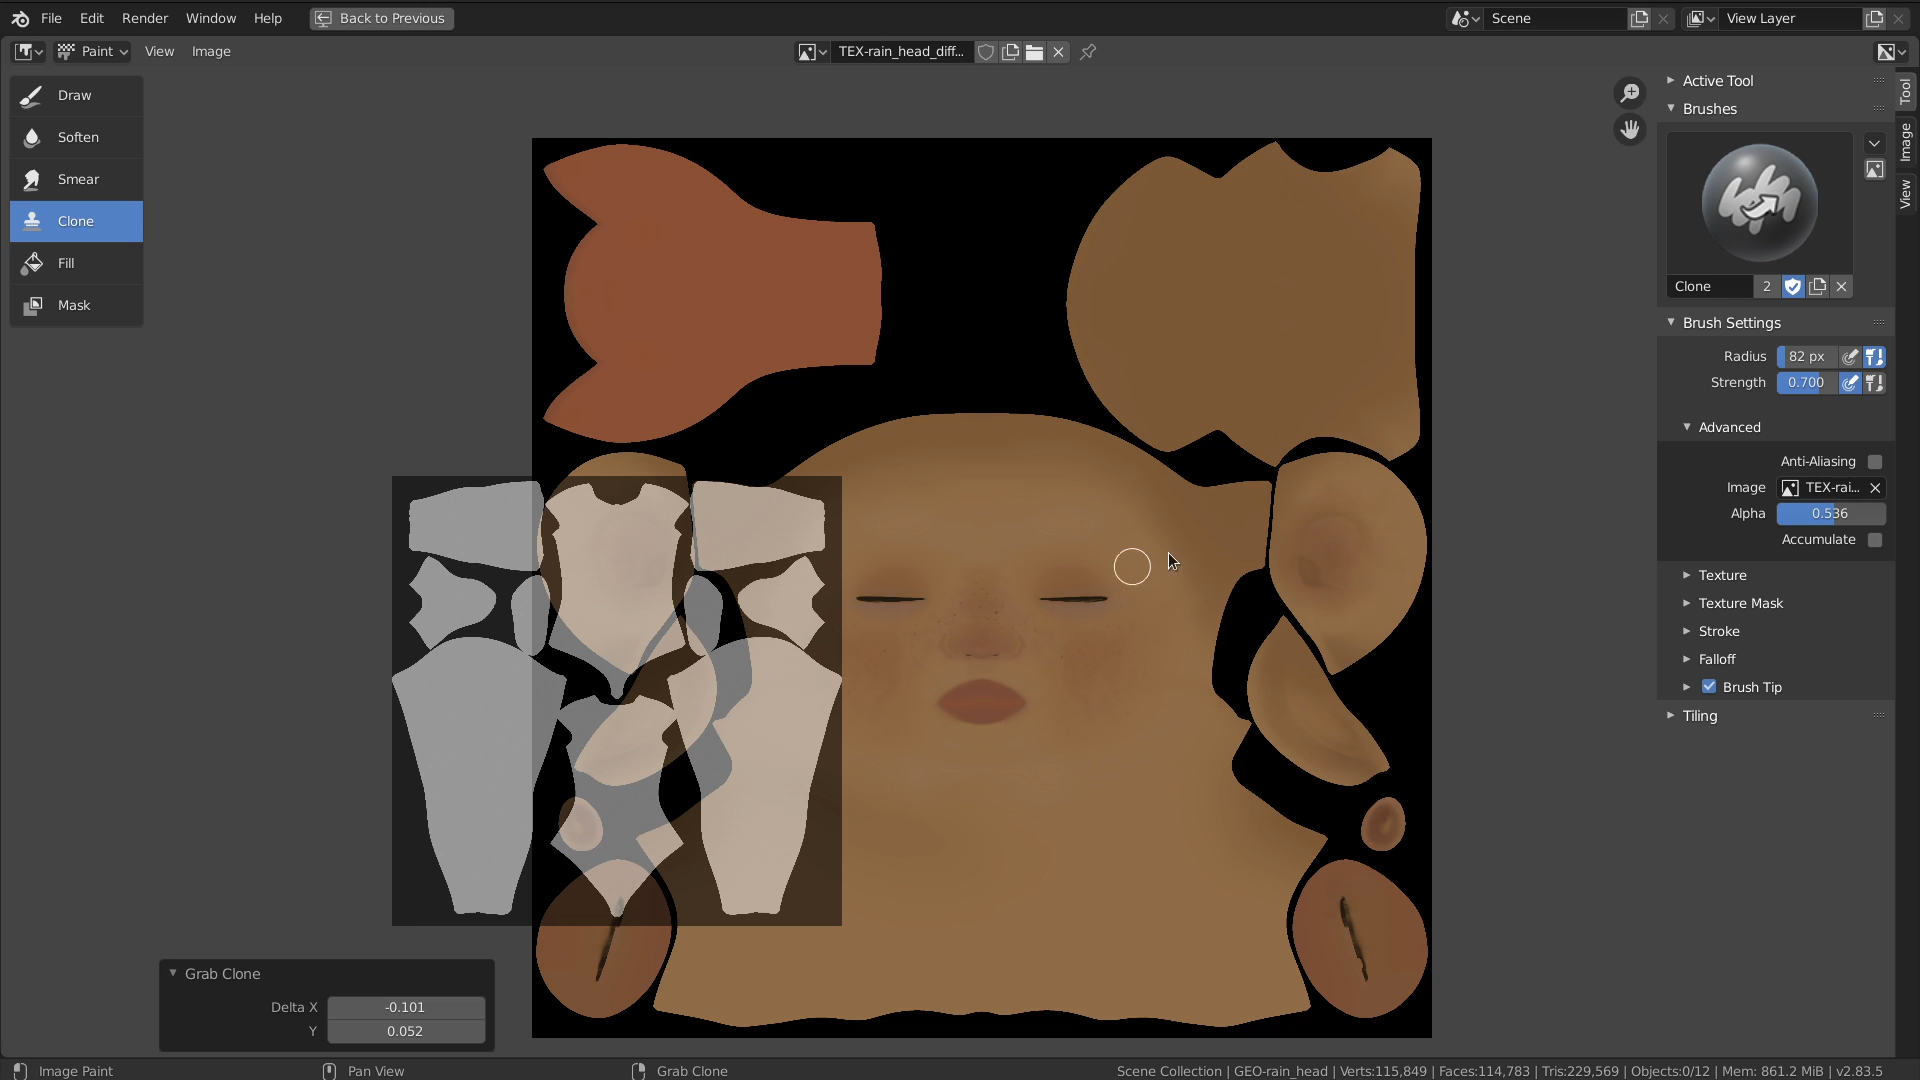 File Edit Render Window Help Back to Previous Scene View Layer
Paint View Image TEX-rain_head_diff...
Draw
Soften
Smear
Clone
Fill
Mask
Active Tool
Brushes
Clone 2
Brush Settings
Radius 82 px
Strength 0.700
Advanced
Anti-Aliasing
Image TEX-rai...
Alpha 0.536
Accumulate
Texture
Texture Mask
Stroke
Falloff
Brush Tip
Tiling
Tool
Image
View
Grab Clone
Delta X -0.101
Y 0.052
Image Paint Pan View Grab Clone Scene Collection | GEO-rain_head | Verts:115,849 | Faces:114,783 | Tris:229,569 | Objects:0/12 | Mem: 861.2 MiB | v2.83.5